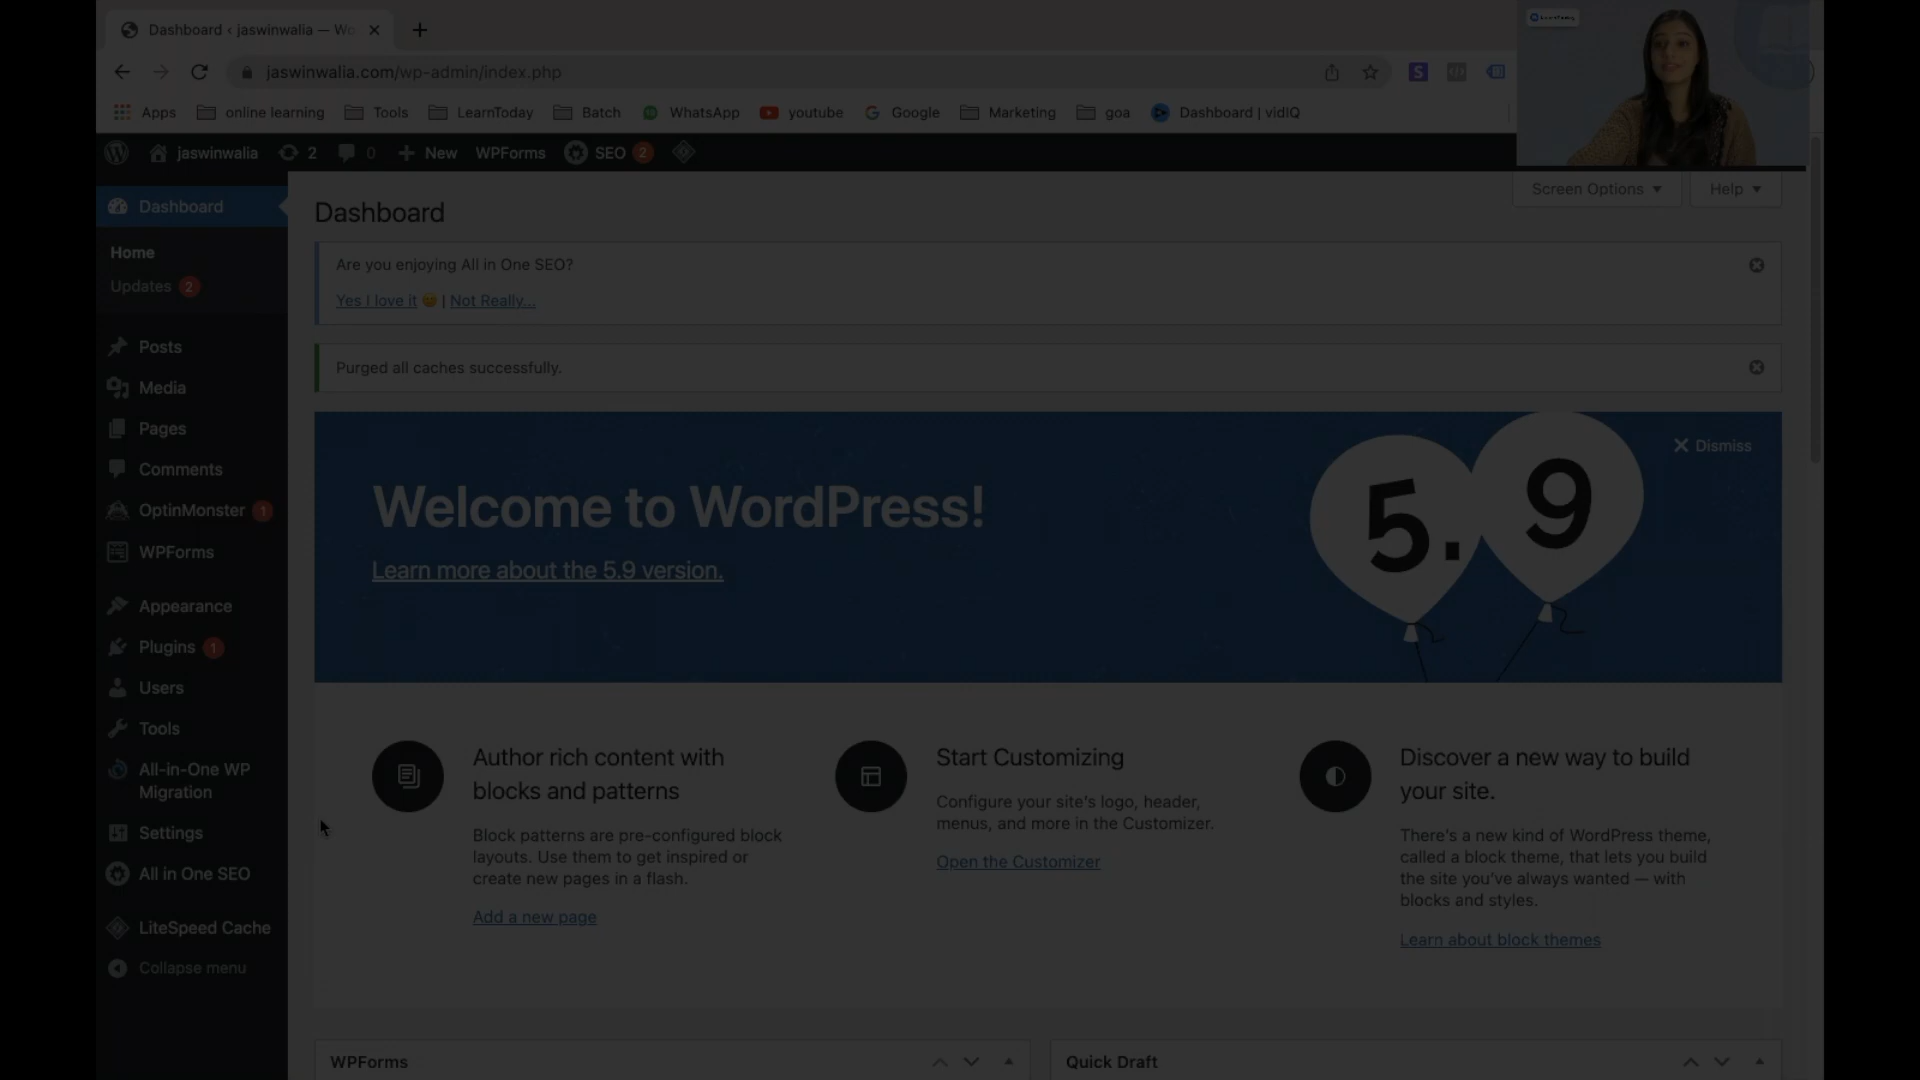 Dashboard ‹ jaswinwalia — Wo
jaswinwalia.com/wp-admin/index.php
Apps
online learning
Tools
LearnToday
Batch
WhatsApp
youtube
Google
Marketing
goa
Dashboard | vidIQ
jaswinwalia
2
0
New
WPForms
SEO 2
Screen Options
Help
Dashboard
Home
Updates 2
Posts
Media
Pages
Comments
OptinMonster 1
WPForms
Appearance
Plugins 1
Users
Tools
All-in-One WP
Migration
Settings
All in One SEO
LiteSpeed Cache
Collapse menu
Dashboard
Are you enjoying All in One SEO?
Yes I love it 😊 | Not Really...
Purged all caches successfully.
Dismiss
Welcome to WordPress!
Learn more about the 5.9 version.
5.9
Author rich content with
blocks and patterns
Block patterns are pre-configured block
layouts. Use them to get inspired or
create new pages in a flash.
Add a new page
Start Customizing
Configure your site's logo, header,
menus, and more in the Customizer.
Open the Customizer
Discover a new way to build
your site.
There's a new kind of WordPress theme,
called a block theme, that lets you build
the site you've always wanted — with
blocks and styles.
Learn about block themes
WPForms
Quick Draft